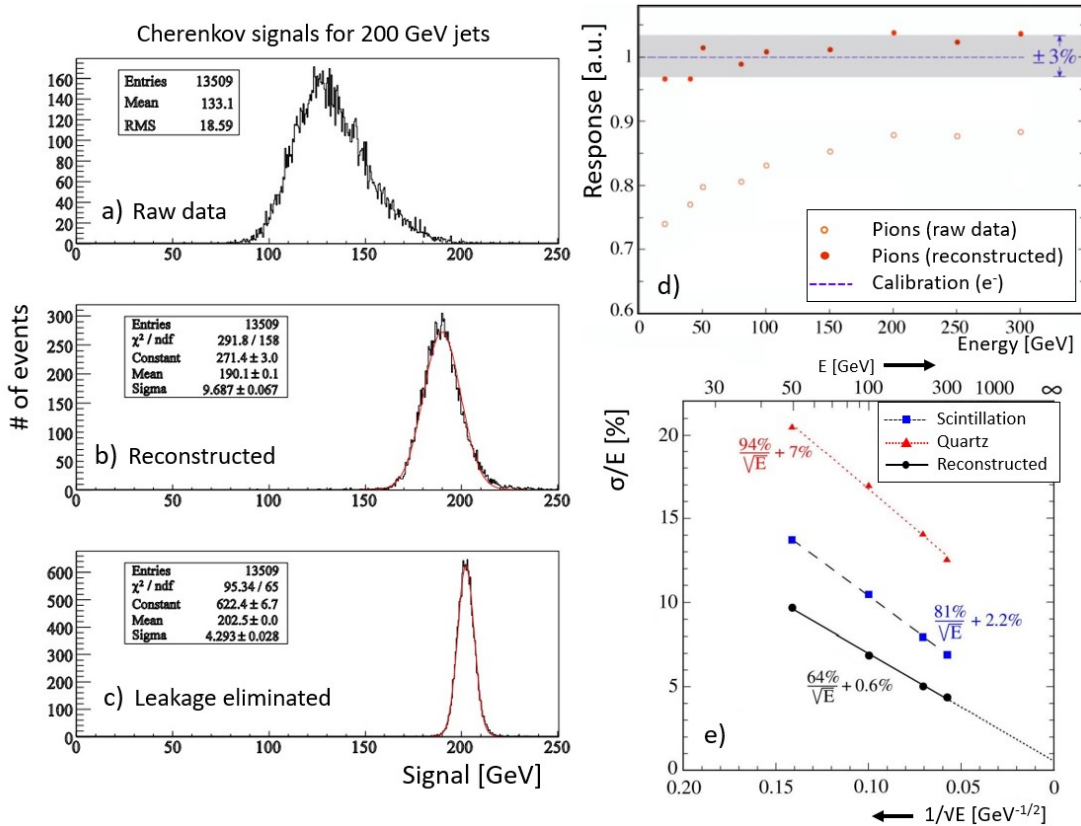 Cherenkov signals for 200 GeV jets
160
140
120
100
80
60
40
20
0
Entries 13509
Mean 133.1
RMS 18.59
a) Raw data
0 50 100 150 200 250
300
250
200
150
100
50
0
Entries 13509
χ² / ndf 291.8 / 158
Constant 271.4 ± 3.0
Mean 190.1 ± 0.1
Sigma 9.687 ± 0.067
b) Reconstructed
0 50 100 150 200 250
# of events
600
500
400
300
200
100
0
Entries 13509
χ² / ndf 95.34 / 65
Constant 622.4 ± 6.7
Mean 202.5 ± 0.0
Sigma 4.293 ± 0.028
c) Leakage eliminated
0 50 100 150 200 250
Signal [GeV]
Response [a.u.]
1
0.9
0.8
0.7
0.6
± 3%
d)
Pions (raw data)
Pions (reconstructed)
Calibration (e-)
0 50 100 150 200 250 300
Energy [GeV]
E [GeV]
30 50 100 300 1000 ∞
σ/E [%]
20
15
10
5
0
Scintillation
Quartz
Reconstructed
94%/√E + 7%
81%/√E + 2.2%
64%/√E + 0.6%
e)
0.20 0.15 0.10 0.05 0
1/√E [GeV-1/2]